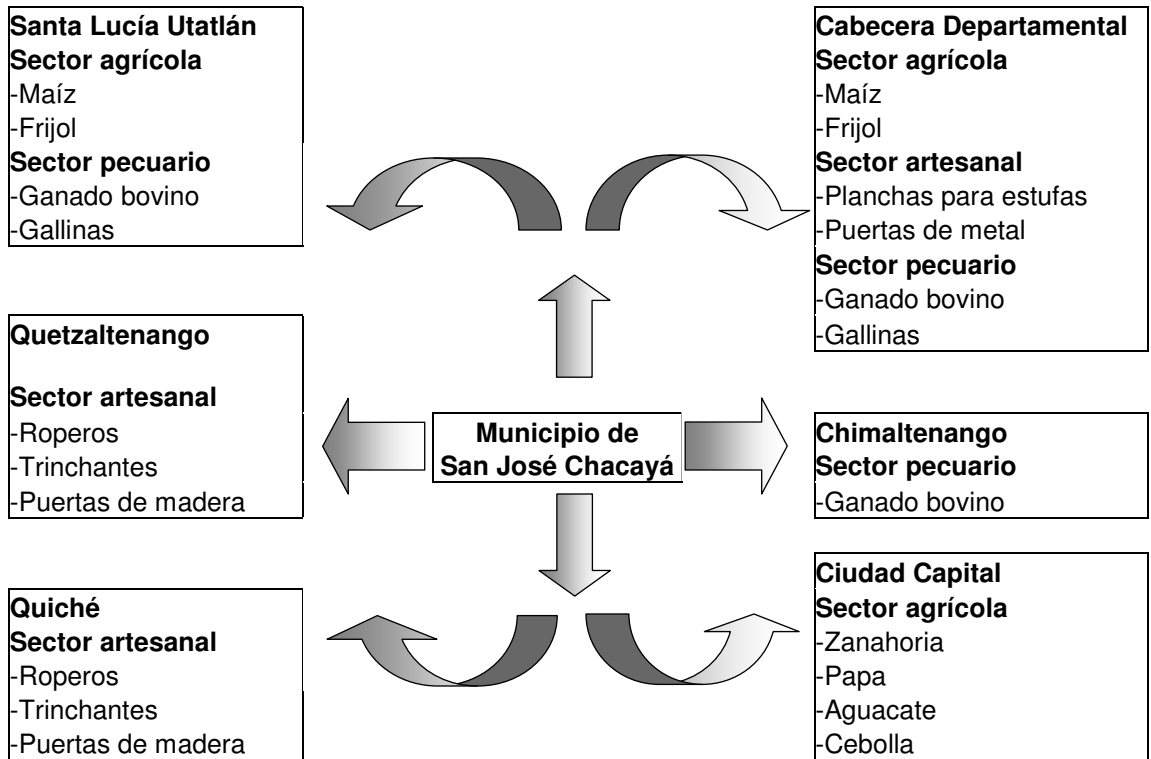 Santa Lucía Utatlán
Sector agrícola
-Maíz
-Frijol
Sector pecuario
-Ganado bovino
-Gallinas
Cabecera Departamental
Sector agrícola
-Maíz
-Frijol
Sector artesanal
-Planchas para estufas
-Puertas de metal
Sector pecuario
-Ganado bovino
-Gallinas
Quetzaltenango
Sector artesanal
-Roperos
-Trinchantes
-Puertas de madera
Municipio de
San José Chacayá
Chimaltenango
Sector pecuario
-Ganado bovino
Quiché
Sector artesanal
-Roperos
-Trinchantes
-Puertas de madera
Ciudad Capital
Sector agrícola
-Zanahoria
-Papa
-Aguacate
-Cebolla